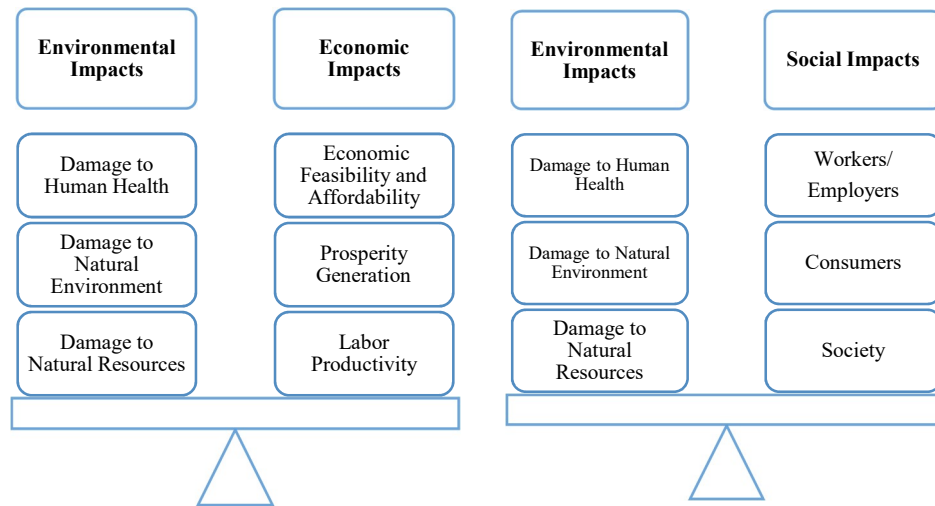 Environmental
Impacts
Economic
Impacts
Damage to
Human Health
Economic
Feasibility and
Affordability
Damage to
Natural
Environment
Prosperity
Generation
Damage to
Natural Resources
Labor
Productivity
Environmental
Impacts
Social Impacts
Damage to Human
Health
Workers/
Employers
Damage to Natural
Environment
Consumers
Damage to
Natural
Resources
Society